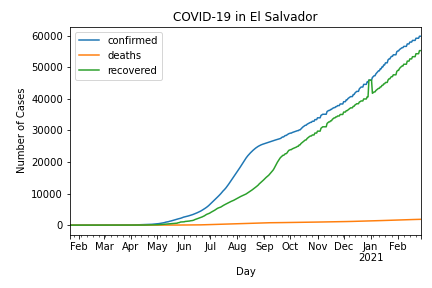 COVID-19 in El Salvador
confirmed
deaths
recovered
Number of Cases
60000
50000
40000
30000
20000
10000
0
Feb Mar Apr May Jun Jul Aug Sep Oct Nov Dec Jan Feb
2021
Day